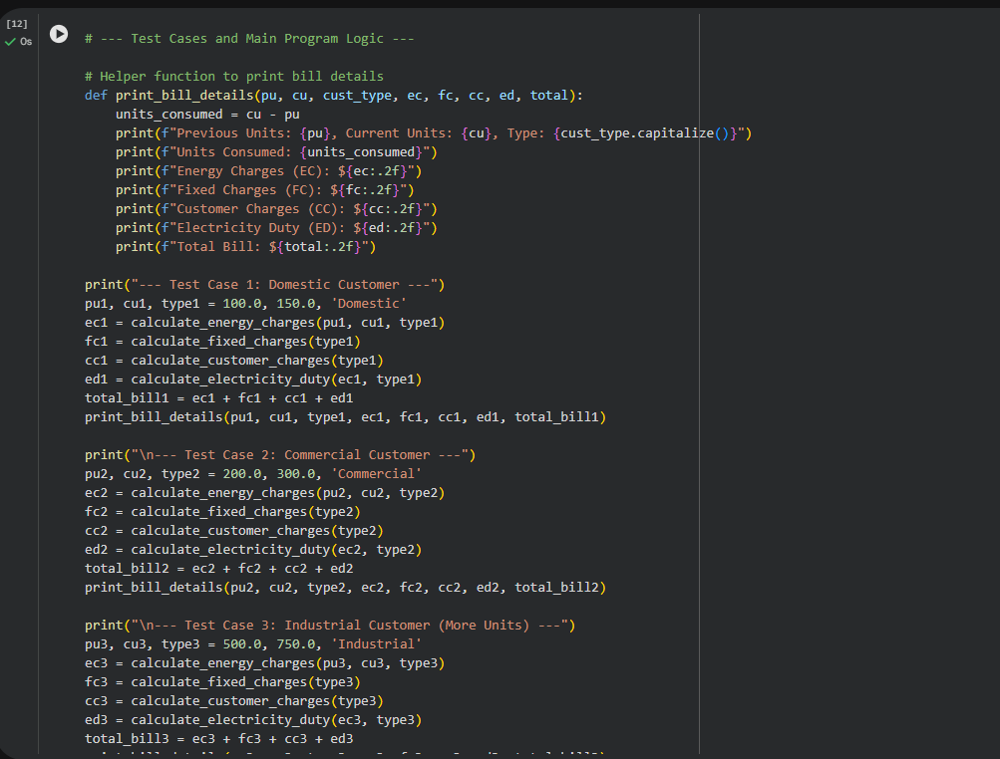 [12]
0s
# --- Test Cases and Main Program Logic ---
# Helper function to print bill details
def print_bill_details(pu, cu, cust_type, ec, fc, cc, ed, total):
    units_consumed = cu - pu
    print(f"Previous Units: {pu}, Current Units: {cu}, Type: {cust_type.capitalize()}")
    print(f"Units Consumed: {units_consumed}")
    print(f"Energy Charges (EC): ${ec:.2f}")
    print(f"Fixed Charges (FC): ${fc:.2f}")
    print(f"Customer Charges (CC): ${cc:.2f}")
    print(f"Electricity Duty (ED): ${ed:.2f}")
    print(f"Total Bill: ${total:.2f}")
print("--- Test Case 1: Domestic Customer ---")
pu1, cu1, type1 = 100.0, 150.0, 'Domestic'
ec1 = calculate_energy_charges(pu1, cu1, type1)
fc1 = calculate_fixed_charges(type1)
cc1 = calculate_customer_charges(type1)
ed1 = calculate_electricity_duty(ec1, type1)
total_bill1 = ec1 + fc1 + cc1 + ed1
print_bill_details(pu1, cu1, type1, ec1, fc1, cc1, ed1, total_bill1)
print("\n--- Test Case 2: Commercial Customer ---")
pu2, cu2, type2 = 200.0, 300.0, 'Commercial'
ec2 = calculate_energy_charges(pu2, cu2, type2)
fc2 = calculate_fixed_charges(type2)
cc2 = calculate_customer_charges(type2)
ed2 = calculate_electricity_duty(ec2, type2)
total_bill2 = ec2 + fc2 + cc2 + ed2
print_bill_details(pu2, cu2, type2, ec2, fc2, cc2, ed2, total_bill2)
print("\n--- Test Case 3: Industrial Customer (More Units) ---")
pu3, cu3, type3 = 500.0, 750.0, 'Industrial'
ec3 = calculate_energy_charges(pu3, cu3, type3)
fc3 = calculate_fixed_charges(type3)
cc3 = calculate_customer_charges(type3)
ed3 = calculate_electricity_duty(ec3, type3)
total_bill3 = ec3 + fc3 + cc3 + ed3